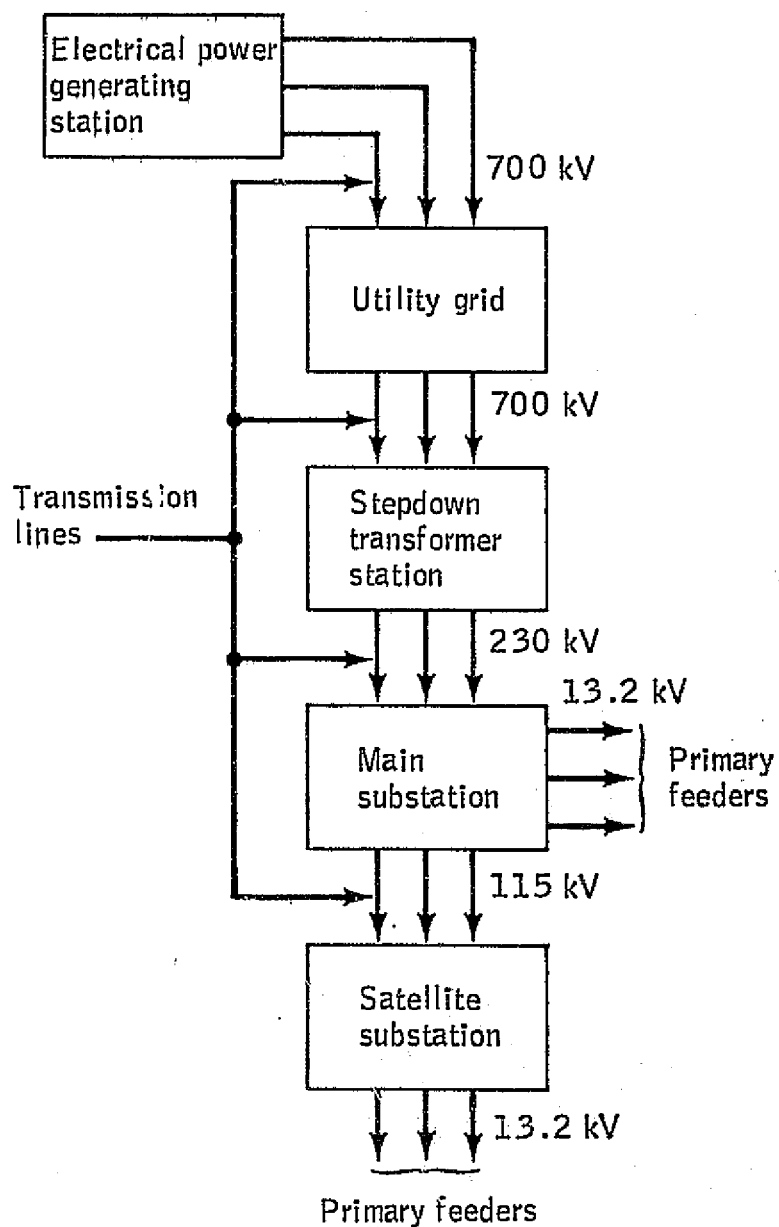 Electrical power
generating
station
700 kV
Utility grid
700 kV
Transmission
lines
Stepdown
transformer
station
230 kV
13.2 kV
Main
substation
Primary
feeders
115 kV
Satellite
substation
13.2 kV
Primary feeders